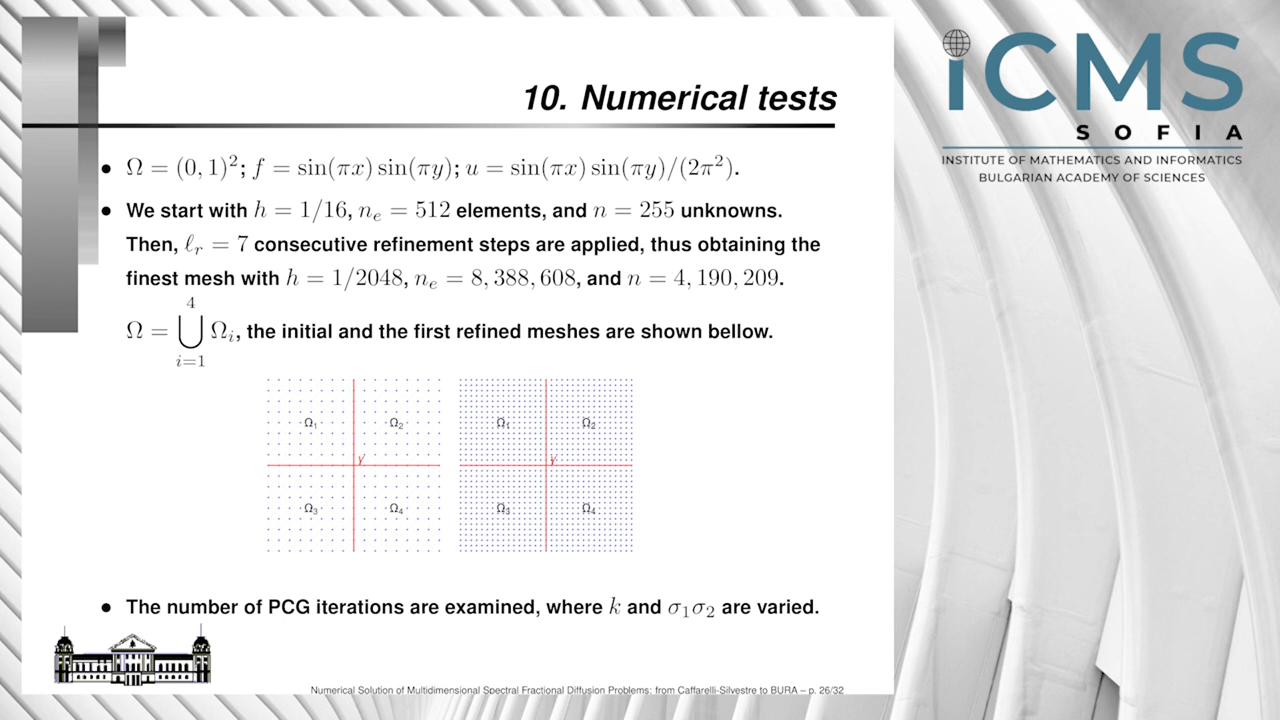 iCMS
SOFIA
INSTITUTE OF MATHEMATICS AND INFORMATICS
BULGARIAN ACADEMY OF SCIENCES
10. Numerical tests
• Ω = (0, 1)²; f = sin(πx) sin(πy); u = sin(πx) sin(πy)/(2π²).
• We start with h = 1/16, nₑ = 512 elements, and n = 255 unknowns.
Then, ℓᵣ = 7 consecutive refinement steps are applied, thus obtaining the
finest mesh with h = 1/2048, nₑ = 8, 388, 608, and n = 4, 190, 209.
Ω = ⋃_{i=1}^{4} Ωᵢ, the initial and the first refined meshes are shown bellow.
Ω₁ Ω₂ Ω₁ Ω₂
γ γ
Ω₃ Ω₄ Ω₃ Ω₄
• The number of PCG iterations are examined, where k and σ₁σ₂ are varied.
Numerical Solution of Multidimensional Spectral Fractional Diffusion Problems: from Caffarelli-Silvestre to BURA – p. 26/32